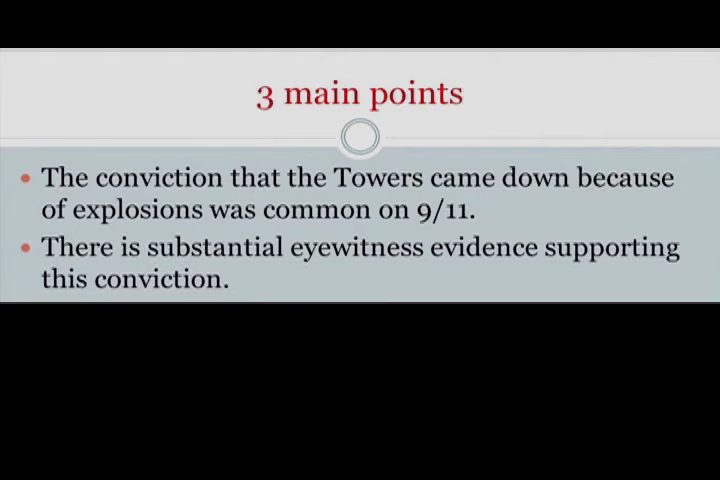 3 main points
The conviction that the Towers came down because
of explosions was common on 9/11.
There is substantial eyewitness evidence supporting
this conviction.